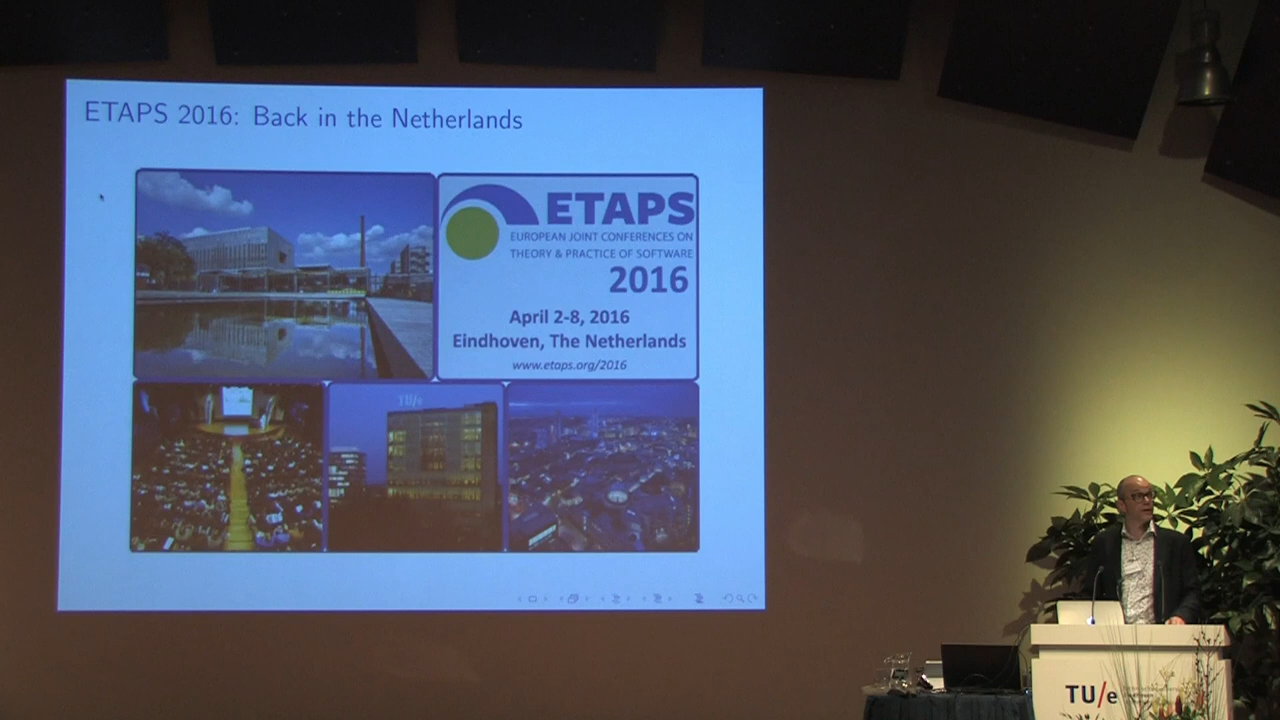 ETAPS 2016: Back in the Netherlands
ETAPS
EUROPEAN JOINT CONFERENCES ON
THEORY & PRACTICE OF SOFTWARE
2016
April 2-8, 2016
Eindhoven, The Netherlands
www.etaps.org/2016
TU/e
TU/e